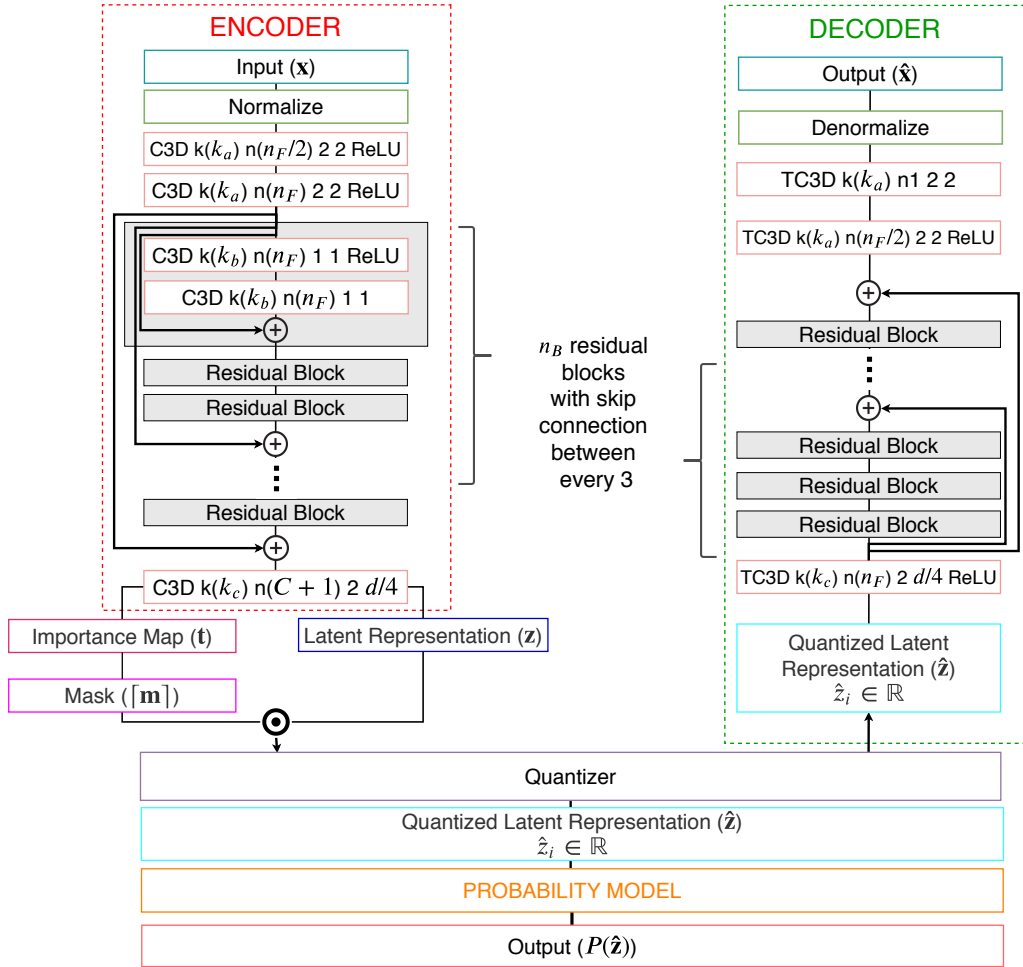 ENCODER
Input (x)
Normalize
C3D k(k_a) n(n_F/2) 2 2 ReLU
C3D k(k_a) n(n_F) 2 2 ReLU
C3D k(k_b) n(n_F) 1 1 ReLU
C3D k(k_b) n(n_F) 1 1
+
Residual Block
Residual Block
+
Residual Block
+
C3D k(k_c) n(C + 1) 2 d/4
Importance Map (t)
Latent Representation (z)
Mask (⌈m⌉)
n_B residual
blocks
with skip
connection
between
every 3
DECODER
Output (x̂)
Denormalize
TC3D k(k_a) n1 2 2
TC3D k(k_a) n(n_F/2) 2 2 ReLU
+
Residual Block
+
Residual Block
Residual Block
Residual Block
TC3D k(k_c) n(n_F) 2 d/4 ReLU
Quantized Latent
Representation (ẑ)
ẑ_i ∈ ℝ
Quantizer
Quantized Latent Representation (ẑ)
ẑ_i ∈ ℝ
PROBABILITY MODEL
Output (P(ẑ))